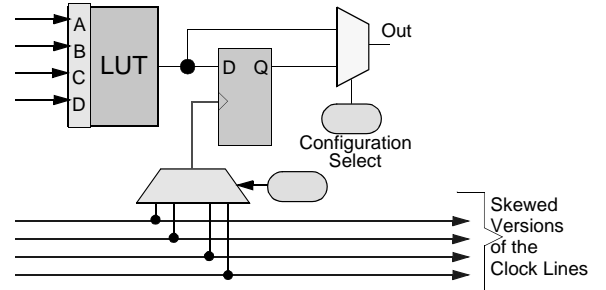 A
B
C
D
LUT
D Q
Out
Configuration
Select
Skewed
Versions
of the
Clock Lines